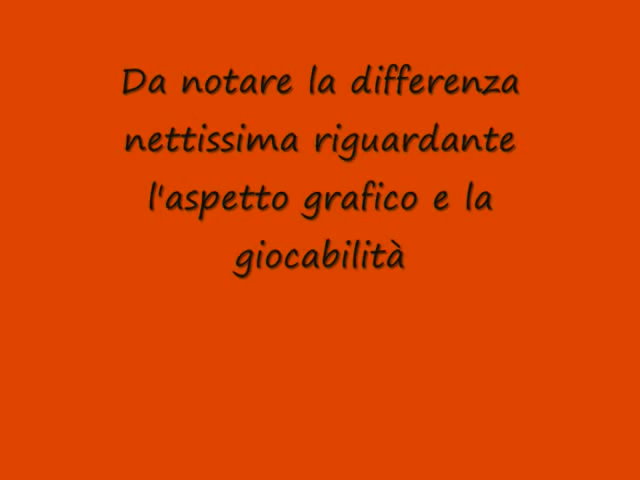 Da notare la differenza
nettissima riguardante
l'aspetto grafico e la
giocabilità